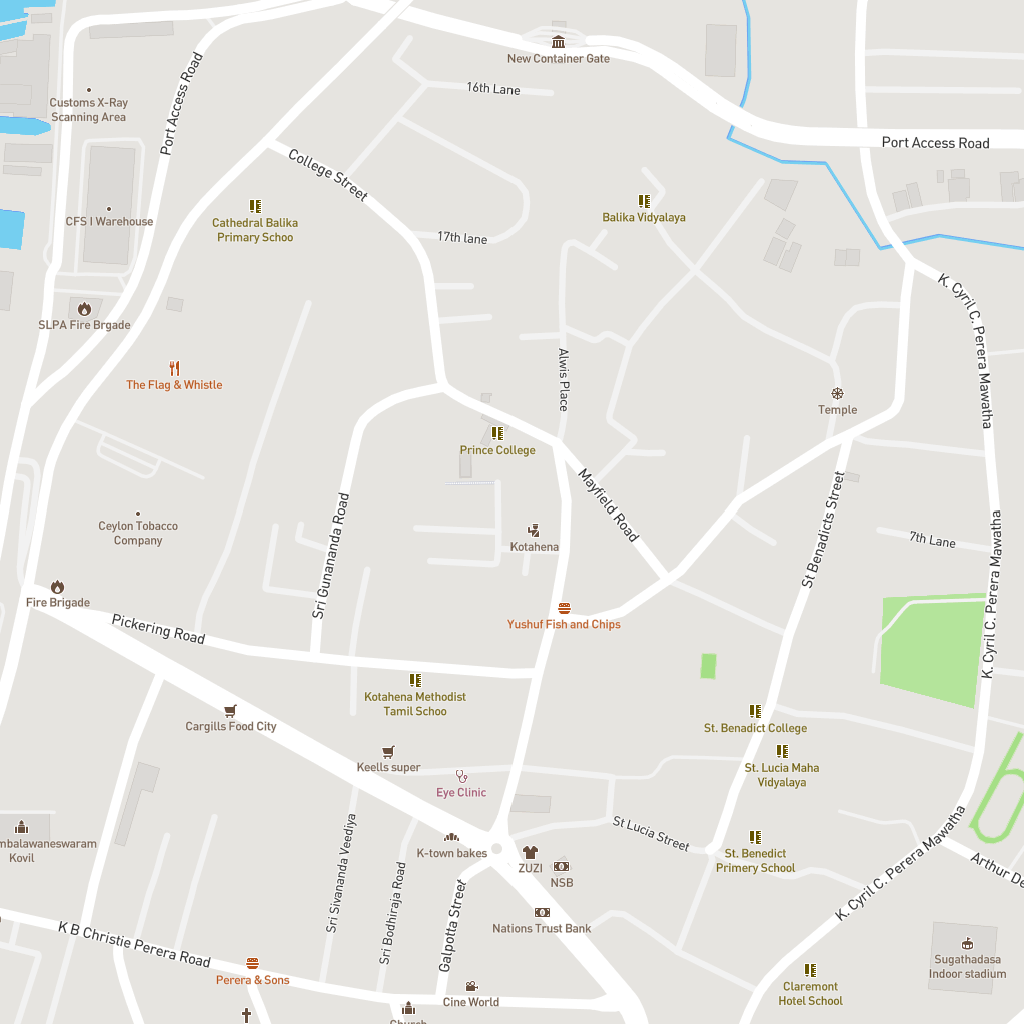 New Container Gate
16th Lane
Customs X-Ray
Scanning Area
Port Access Road
Port Access Road
College Street
CFS I Warehouse
Cathedral Balika
Primary Schoo
Balika Vidyalaya
17th lane
K. Cyril C. Perera Mawatha
SLPA Fire Brgade
The Flag & Whistle
Alwis Place
Temple
Prince College
Mayfield Road
St Benadicts Street
Ceylon Tobacco
Company
Sri Gunananda Road
Kotahena
7th Lane
K. Cyril C. Perera Mawatha
Fire Brigade
Pickering Road
Yushuf Fish and Chips
Kotahena Methodist
Tamil Schoo
Cargills Food City
St. Benadict College
Keells super
St. Lucia Maha
Vidyalaya
Eye Clinic
mbalawaneswaram
Kovil
K-town bakes
St Lucia Street
ZUZI
NSB
St. Benedict
Primery School
K. Cyril C. Perera Mawatha
Arthur De
Sri Sivananda Veediya
Sri Bodhiraja Road
Galpotta Street
Nations Trust Bank
K B Christie Perera Road
Sugathadasa
Indoor stadium
Perera & Sons
Claremont
Hotel School
Cine World
Church